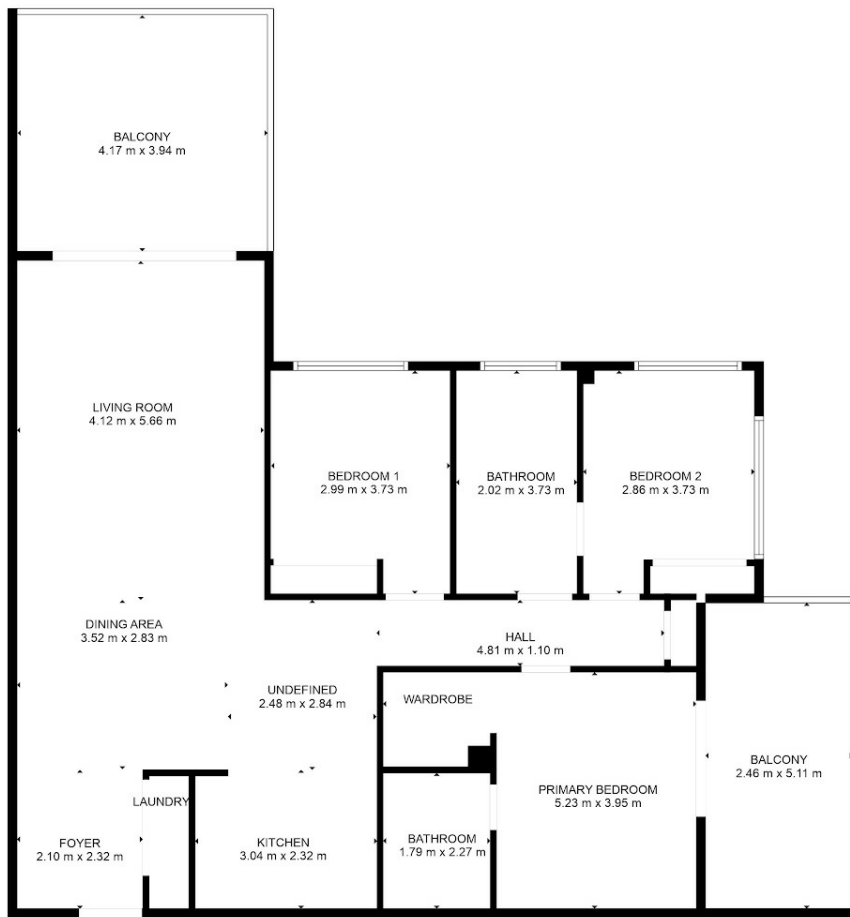 BALCONY
4.17 m x 3.94 m
LIVING ROOM
4.12 m x 5.66 m
BEDROOM 1
2.99 m x 3.73 m
BATHROOM
2.02 m x 3.73 m
BEDROOM 2
2.86 m x 3.73 m
DINING AREA
3.52 m x 2.83 m
HALL
4.81 m x 1.10 m
UNDEFINED
2.48 m x 2.84 m
WARDROBE
BALCONY
2.46 m x 5.11 m
PRIMARY BEDROOM
5.23 m x 3.95 m
LAUNDRY
FOYER
2.10 m x 2.32 m
KITCHEN
3.04 m x 2.32 m
BATHROOM
1.79 m x 2.27 m